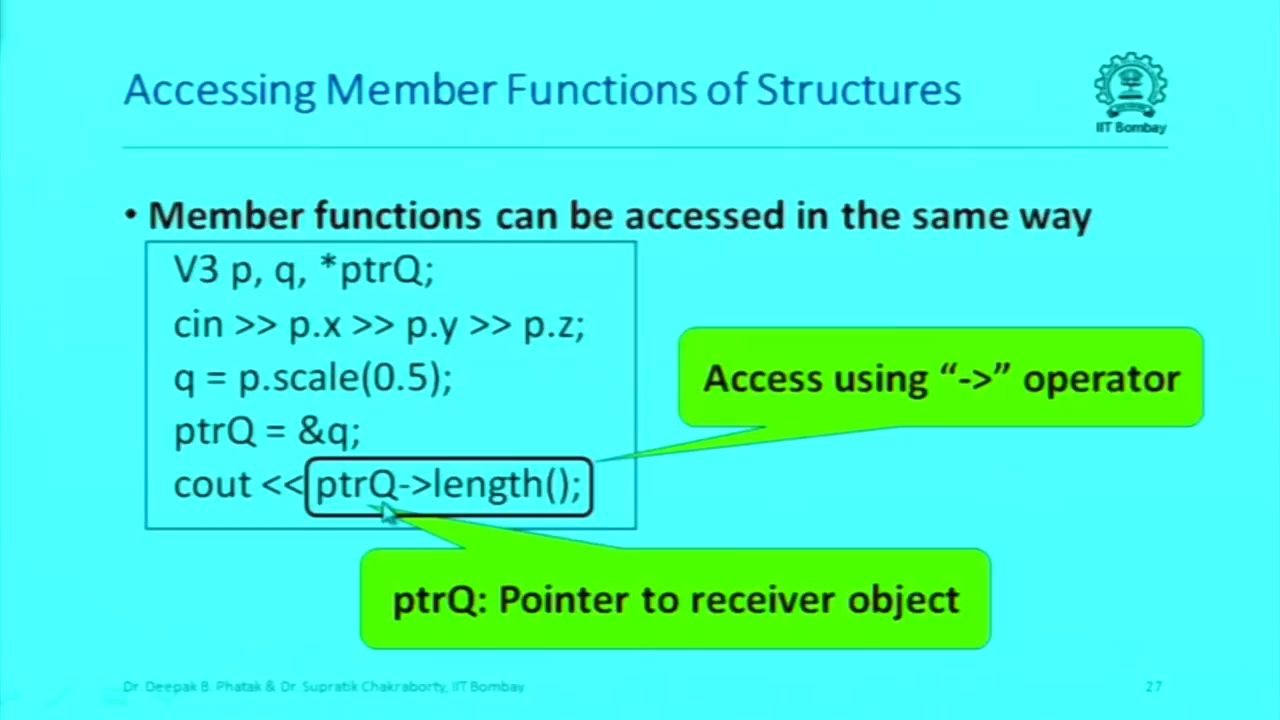 Accessing Member Functions of Structures
IIT Bombay
• Member functions can be accessed in the same way
V3 p, q, *ptrQ;
cin >> p.x >> p.y >> p.z;
q = p.scale(0.5);
ptrQ = &q;
cout << ptrQ->length();
Access using “->” operator
ptrQ: Pointer to receiver object
Dr. Deepak B. Phatak & Dr. Supratik Chakraborty, IIT Bombay
27